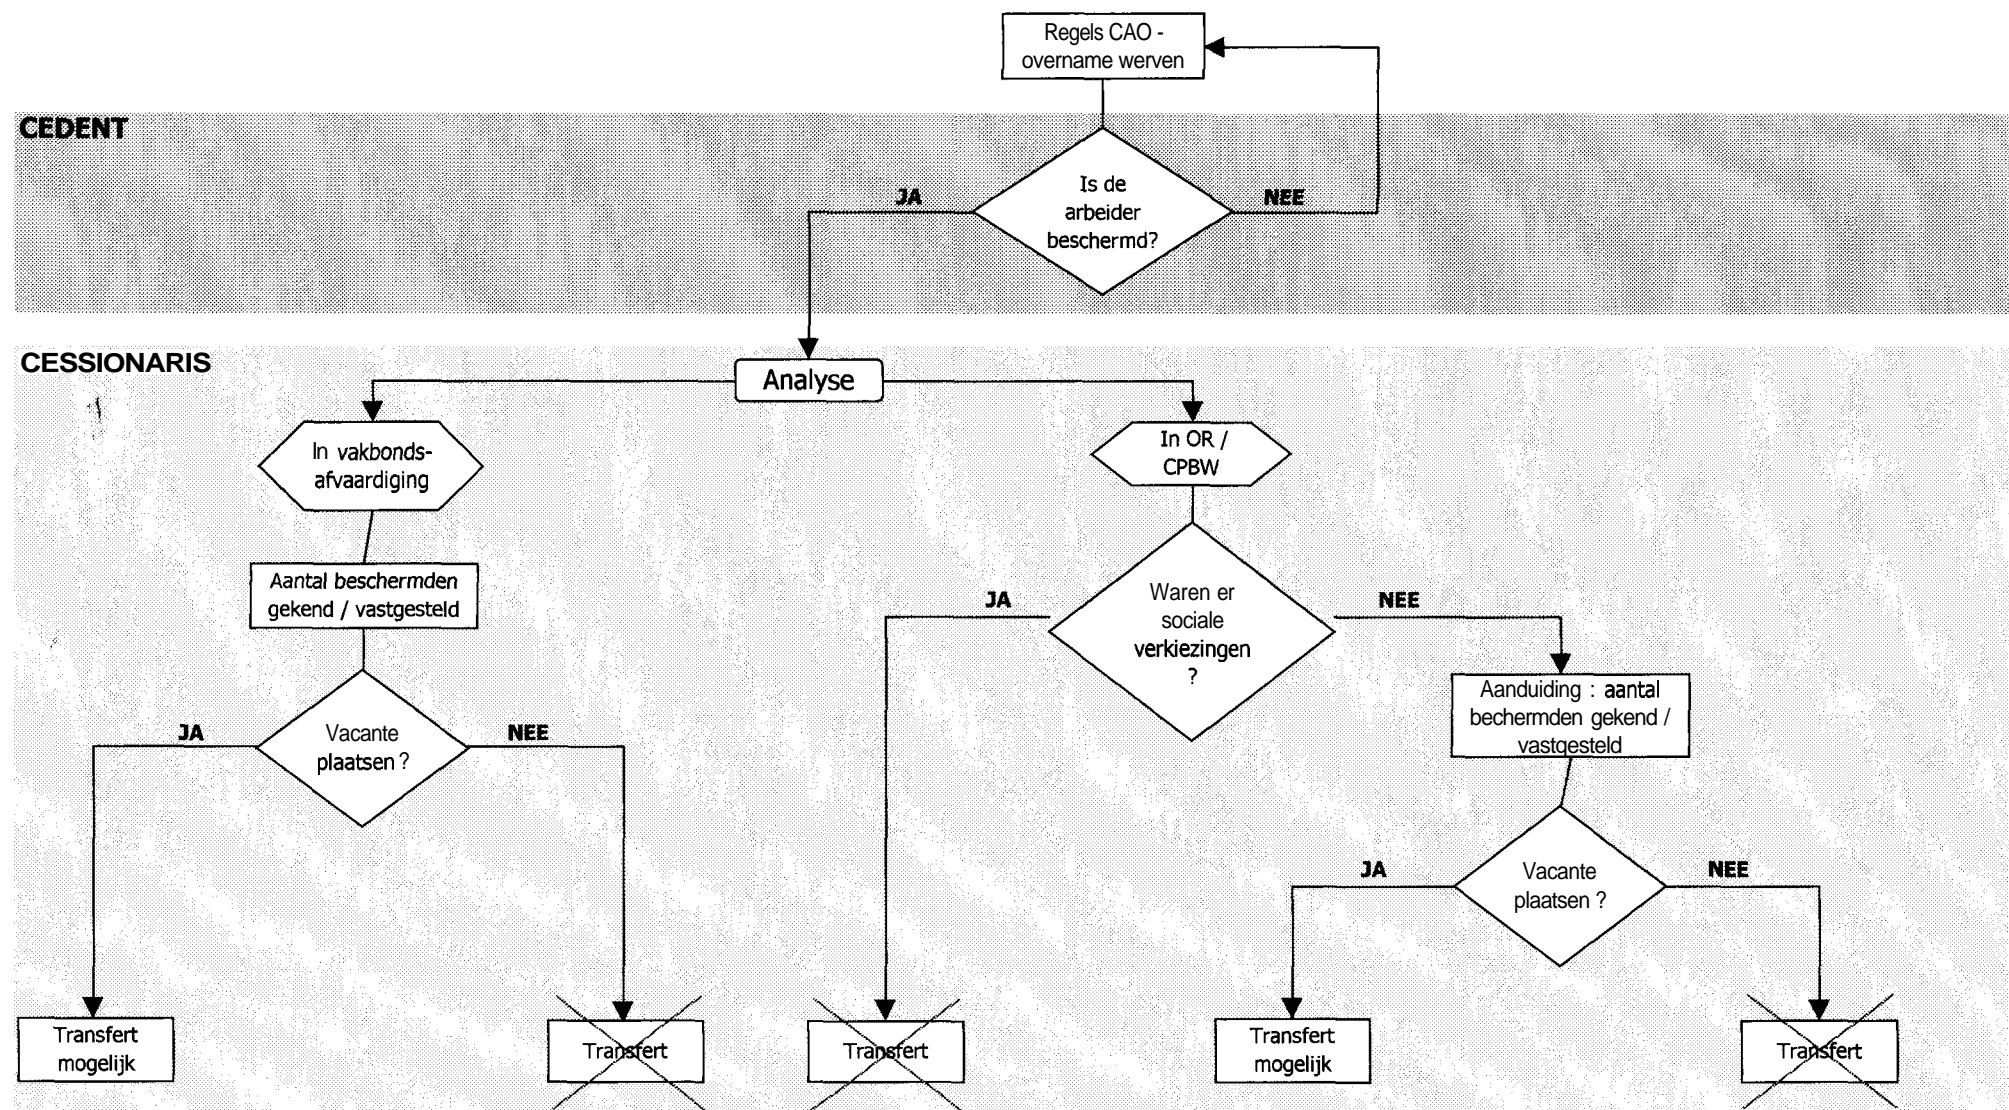 Regels CAO -
overname werven
CEDENT
Is de
arbeider
beschermd?
JA
NEE
CESSIONARIS
Analyse
In vakbonds-
afvaardiging
In OR /
CPBW
Aantal beschermden
gekend / vastgesteld
Waren er
sociale
verkiezingen
?
JA
NEE
Aanduiding : aantal
bechermden gekend /
vastgesteld
Vacante
plaatsen ?
JA
NEE
Vacante
plaatsen ?
JA
NEE
Transfert
mogelijk
Transfert
Transfert
Transfert
mogelijk
Transfert